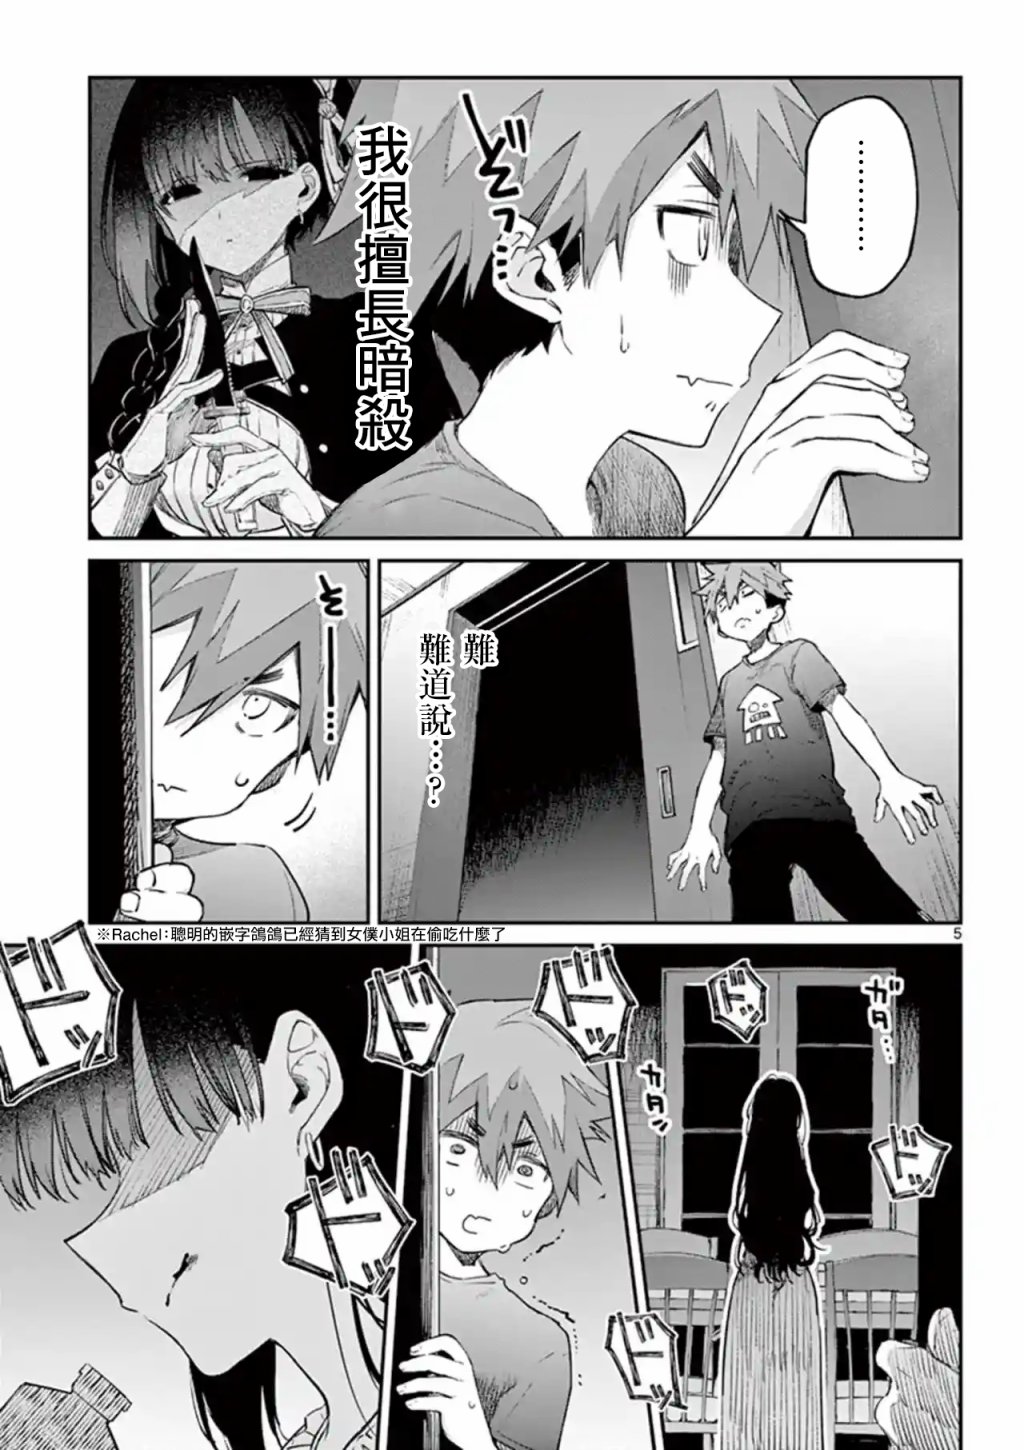 ………
ぞぞっ
我很擅長暗殺
難
難道說……?
そ〜……
※Rachel：聰明的嵌字鴿鴿已經猜到女僕小姐在偷吃什麼了
5
ガタ…
カタ
ドッ
ドッ
ドッ
ドッ
ドッ
ドッ
ドッ